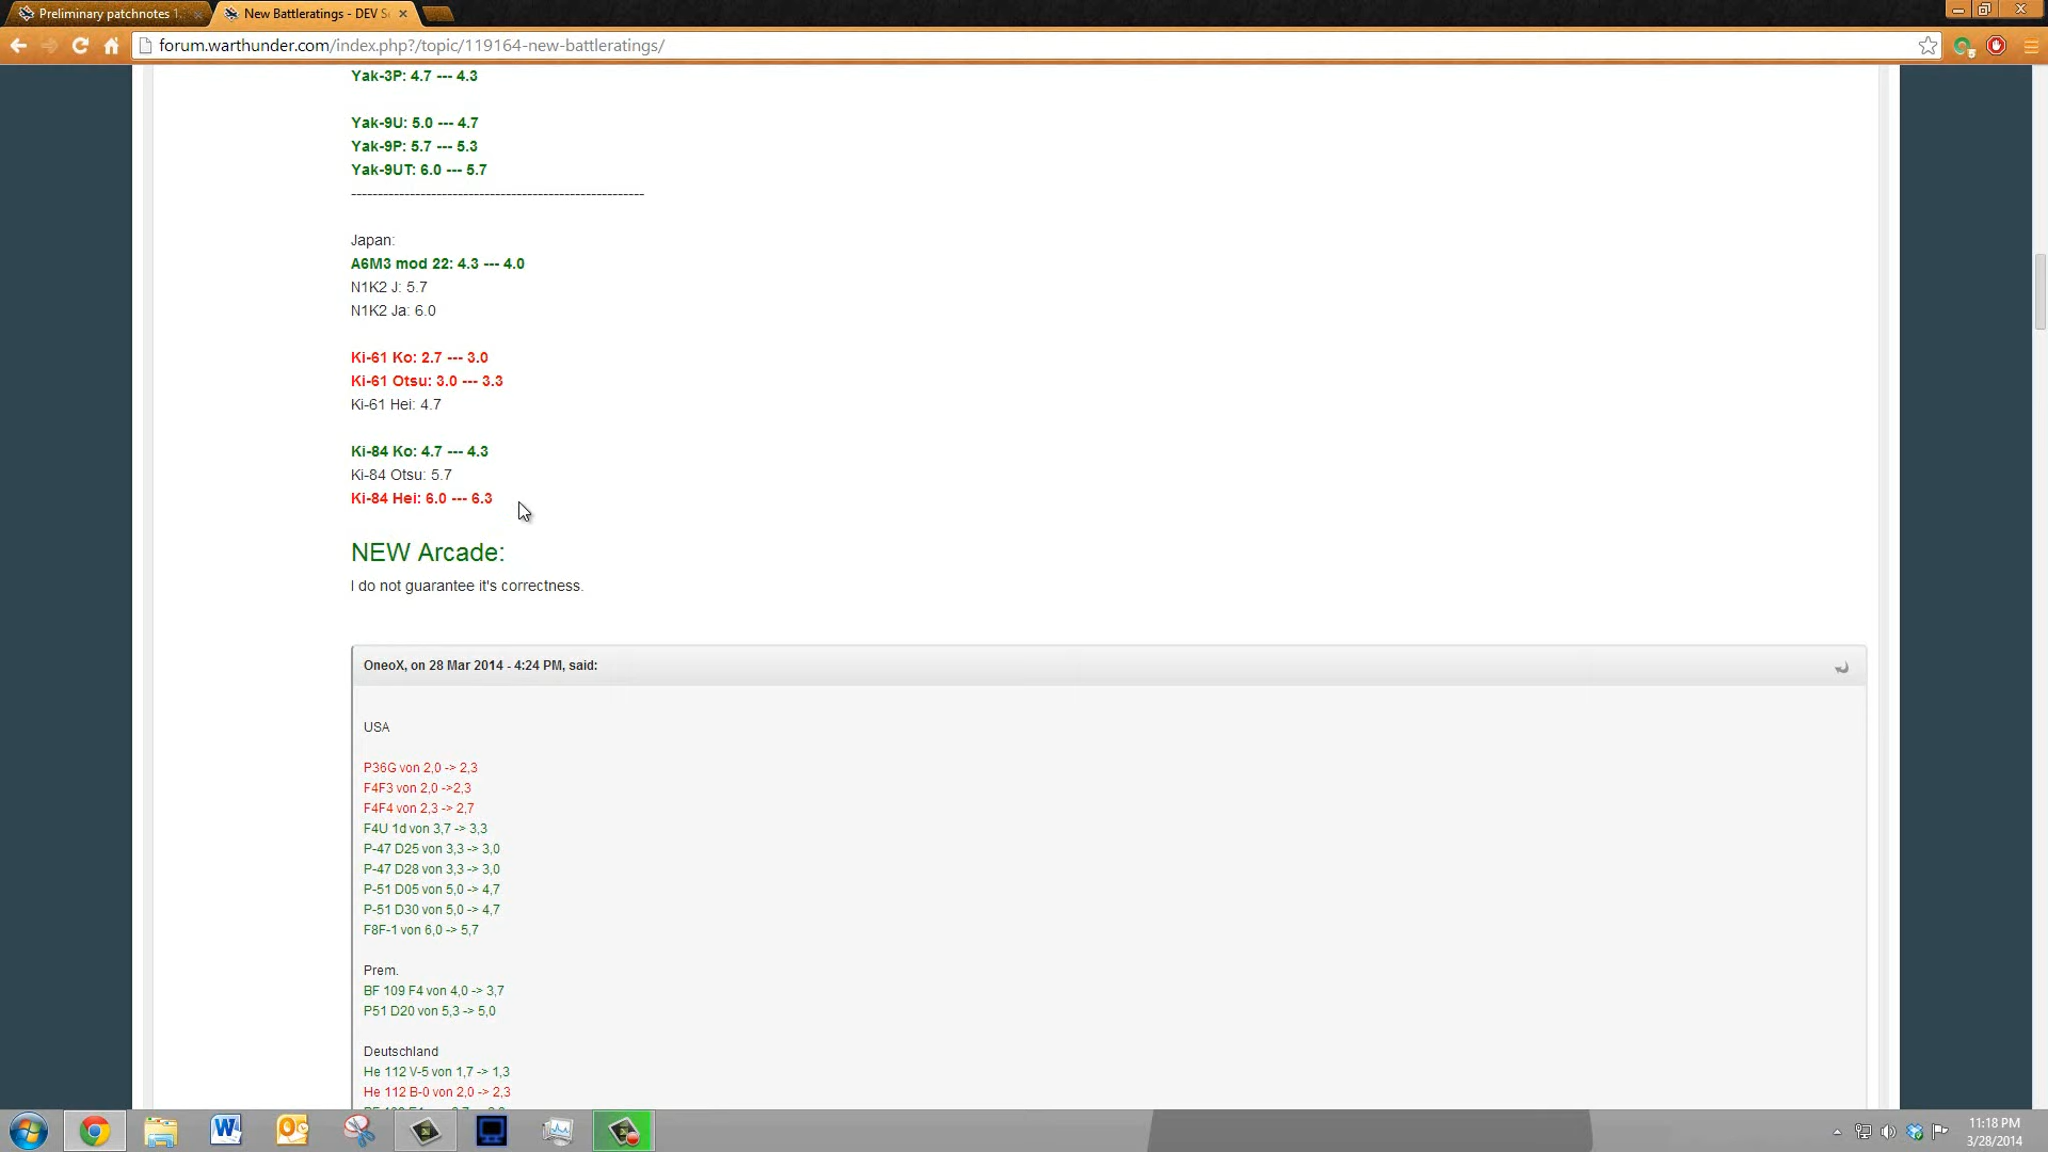 Preliminary patchnotes 1.
New Battleratings - DEV S
forum.warthunder.com/index.php?/topic/119164-new-battleratings/
Yak-3P: 4.7 --- 4.3
Yak-9U: 5.0 --- 4.7
Yak-9P: 5.7 --- 5.3
Yak-9UT: 6.0 --- 5.7
--------------------------------------------------------
Japan:
A6M3 mod 22: 4.3 --- 4.0
N1K2 J: 5.7
N1K2 Ja: 6.0
Ki-61 Ko: 2.7 --- 3.0
Ki-61 Otsu: 3.0 --- 3.3
Ki-61 Hei: 4.7
Ki-84 Ko: 4.7 --- 4.3
Ki-84 Otsu: 5.7
Ki-84 Hei: 6.0 --- 6.3
NEW Arcade:
I do not guarantee it's correctness.
OneoX, on 28 Mar 2014 - 4:24 PM, said:
USA
P36G von 2,0 -> 2,3
F4F3 von 2,0 ->2,3
F4F4 von 2,3 -> 2,7
F4U 1d von 3,7 -> 3,3
P-47 D25 von 3,3 -> 3,0
P-47 D28 von 3,3 -> 3,0
P-51 D05 von 5,0 -> 4,7
P-51 D30 von 5,0 -> 4,7
F8F-1 von 6,0 -> 5,7
Prem.
BF 109 F4 von 4,0 -> 3,7
P51 D20 von 5,3 -> 5,0
Deutschland
He 112 V-5 von 1,7 -> 1,3
He 112 B-0 von 2,0 -> 2,3
11:18 PM
3/28/2014